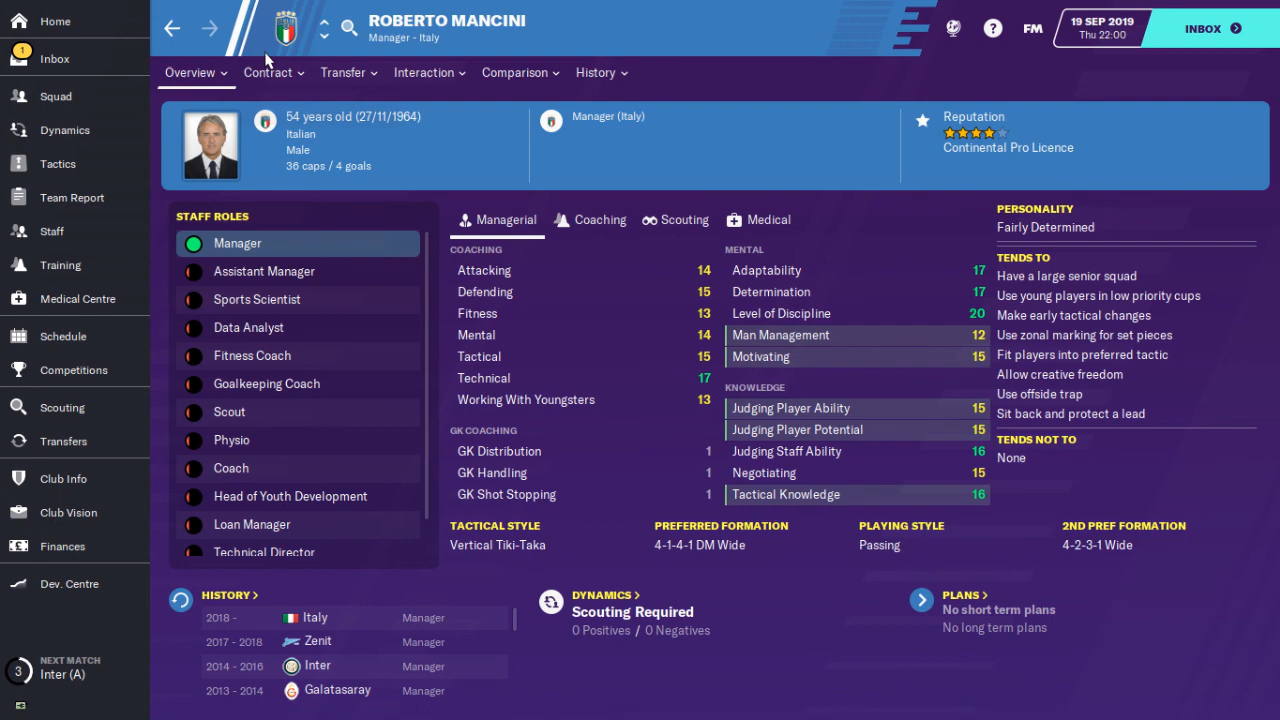 Home
1
Inbox
Squad
Dynamics
Tactics
Team Report
Staff
Training
Medical Centre
Schedule
Competitions
Scouting
Transfers
Club Info
Club Vision
Finances
Dev. Centre
3
NEXT MATCH
Inter (A)
ROBERTO MANCINI
Manager - Italy
?
FM
19 SEP 2019
Thu 22:00
INBOX
Overview
Contract
Transfer
Interaction
Comparison
History
54 years old (27/11/1964)
Italian
Male
36 caps / 4 goals
Manager (Italy)
Reputation
Continental Pro Licence
STAFF ROLES
Manager
Assistant Manager
Sports Scientist
Data Analyst
Fitness Coach
Goalkeeping Coach
Scout
Physio
Coach
Head of Youth Development
Loan Manager
Technical Director
Managerial
Coaching
Scouting
Medical
COACHING
Attacking 14
Defending 15
Fitness 13
Mental 14
Tactical 15
Technical 17
Working With Youngsters 13
GK COACHING
GK Distribution 1
GK Handling 1
GK Shot Stopping 1
MENTAL
Adaptability 17
Determination 17
Level of Discipline 20
Man Management 12
Motivating 15
KNOWLEDGE
Judging Player Ability 15
Judging Player Potential 15
Judging Staff Ability 16
Negotiating 15
Tactical Knowledge 16
PERSONALITY
Fairly Determined
TENDS TO
Have a large senior squad
Use young players in low priority cups
Make early tactical changes
Use zonal marking for set pieces
Fit players into preferred tactic
Allow creative freedom
Use offside trap
Sit back and protect a lead
TENDS NOT TO
None
TACTICAL STYLE
Vertical Tiki-Taka
PREFERRED FORMATION
4-1-4-1 DM Wide
PLAYING STYLE
Passing
2ND PREF FORMATION
4-2-3-1 Wide
HISTORY >
2018 - Italy Manager
2017 - 2018 Zenit Manager
2014 - 2016 Inter Manager
2013 - 2014 Galatasaray Manager
DYNAMICS >
Scouting Required
0 Positives / 0 Negatives
PLANS >
No short term plans
No long term plans